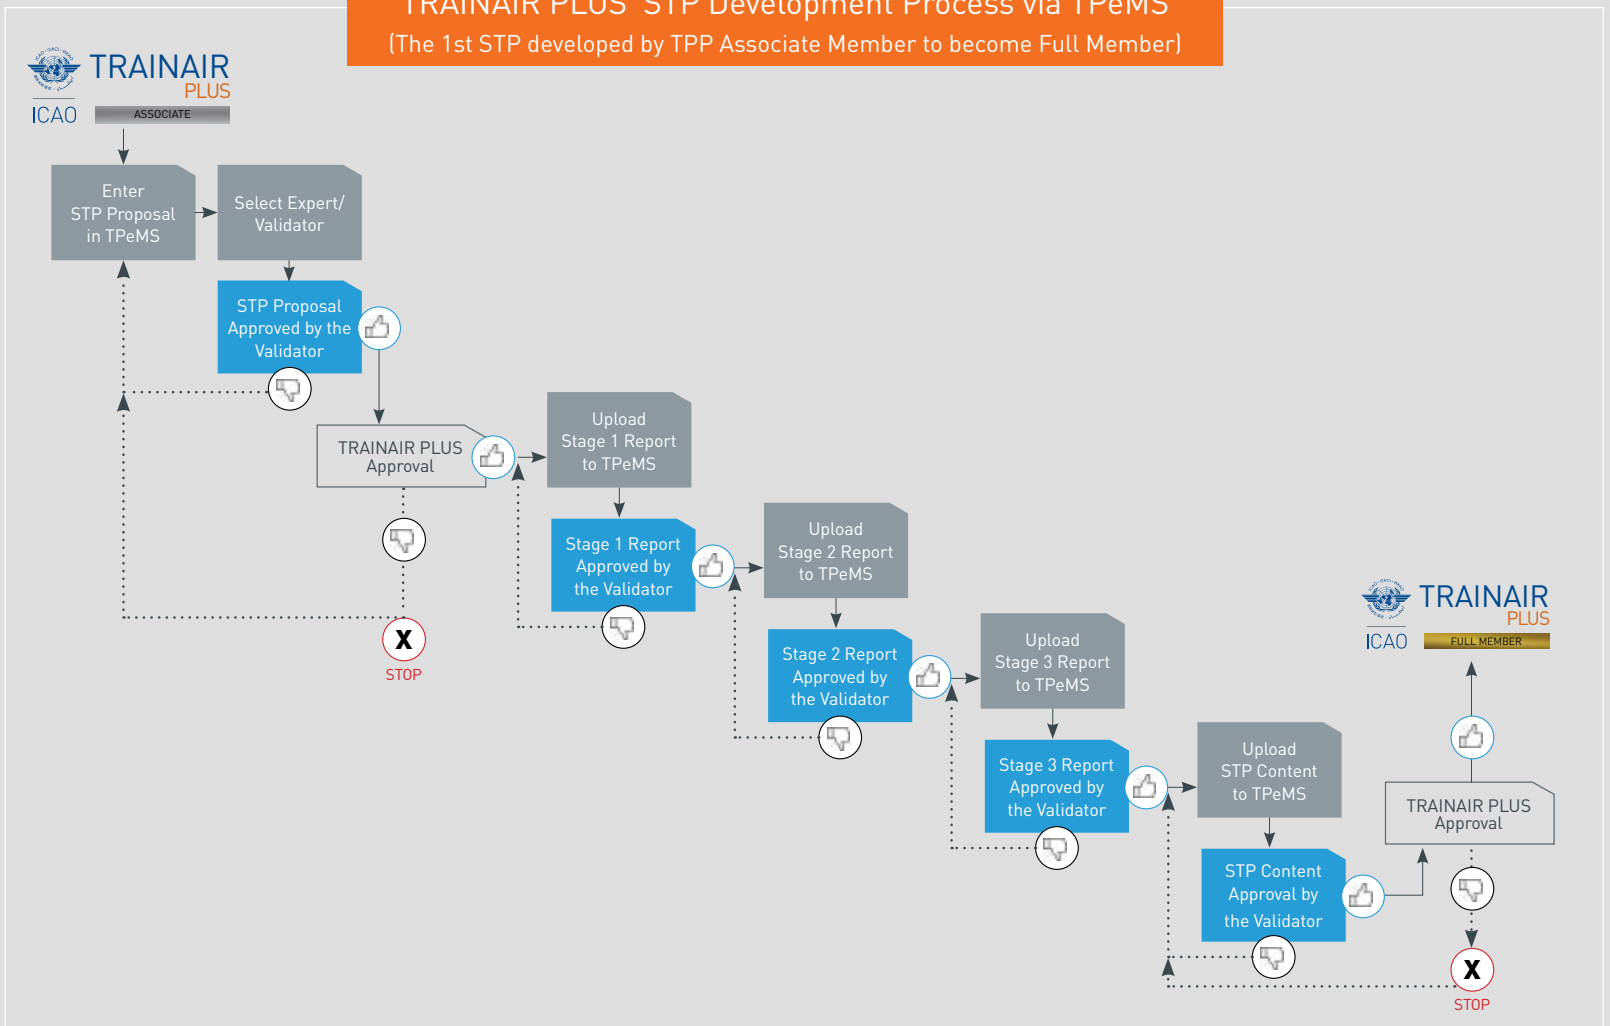 TRAINAIR PLUS STP Development Process via TPeMS
(The 1st STP developed by TPP Associate Member to become Full Member)
TRAINAIR
PLUS
ICAO
ASSOCIATE
Enter
STP Proposal
in TPeMS
Select Expert/
Validator
STP Proposal
Approved by the
Validator
TRAINAIR PLUS
Approval
X
STOP
Upload
Stage 1 Report
to TPeMS
Stage 1 Report
Approved by
the Validator
Upload
Stage 2 Report
to TPeMS
Stage 2 Report
Approved by
the Validator
Upload
Stage 3 Report
to TPeMS
Stage 3 Report
Approved by
the Validator
Upload
STP Content
to TPeMS
STP Content
Approval by
the Validator
TRAINAIR PLUS
Approval
X
STOP
TRAINAIR
PLUS
ICAO
FULL MEMBER